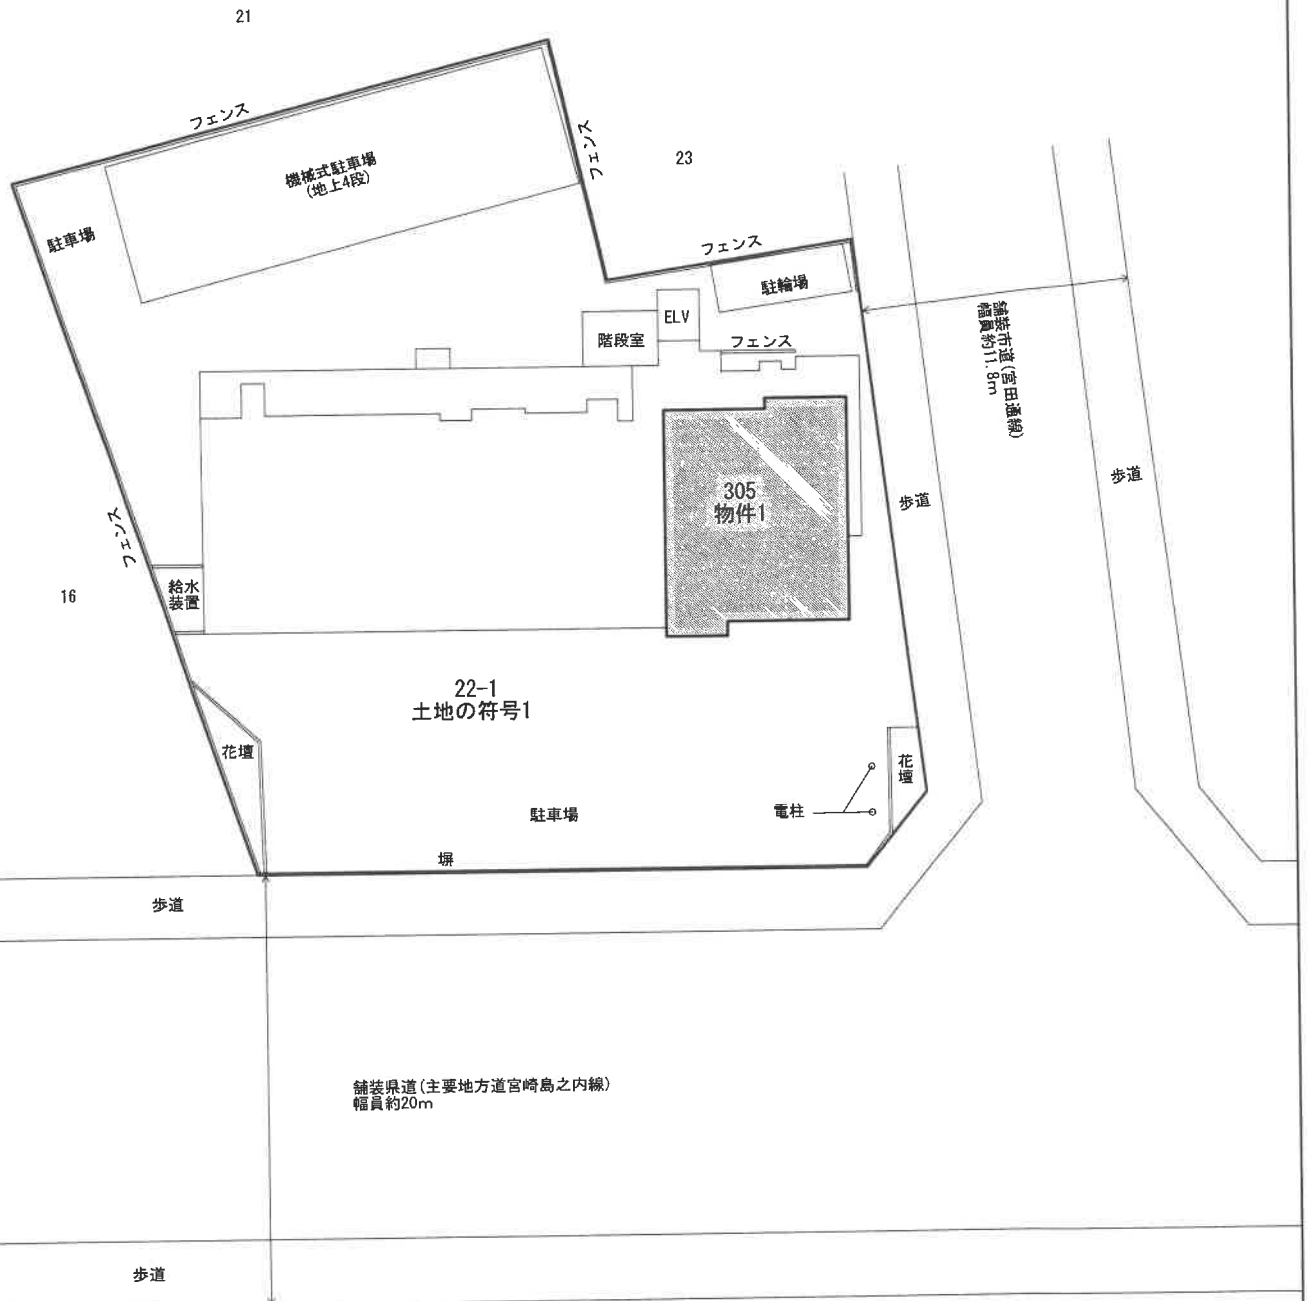 21
フェンス
機械式駐車場
(地上4段)
フェンス
23
駐車場
フェンス
駐輪場
ELV
階段室
フェンス
舗装市道(宮田通線)
幅員約11.8m
305
物件1
歩道
歩道
フェンス
16
給水
装置
22-1
土地の符号1
花壇
花壇
電柱
駐車場
塀
歩道
舗装県道(主要地方道宮崎島之内線)
幅員約20m
歩道